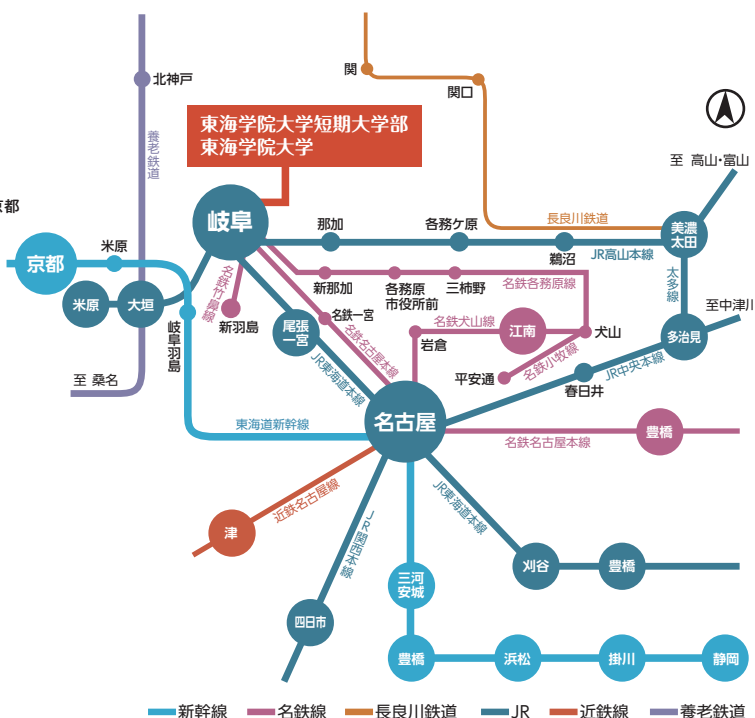 関
北神戸
関口
東海学院大学短期大学部
東海学院大学
養老鉄道
至 高山・富山
岐阜
那加
各務ケ原
長良川鉄道
美濃
太田
京都
米原
鵜沼
JR高山本線
京都
名鉄竹鼻線
新那加
各務原
市役所前
三柿野
名鉄各務原線
太多線
米原
大垣
新羽島
名鉄一宮
至中津川
岐阜羽島
尾張
一宮
名鉄犬山線
江南
犬山
多治見
名鉄名古屋本線
岩倉
JR東海道本線
平安通
名鉄小牧線
JR中央本線
至 桑名
春日井
東海道新幹線
名古屋
名鉄名古屋本線
豊橋
近鉄名古屋線
JR東海道本線
津
JR関西本線
三河
安城
刈谷
豊橋
四日市
豊橋
浜松
掛川
静岡
新幹線
名鉄線
長良川鉄道
JR
近鉄線
養老鉄道